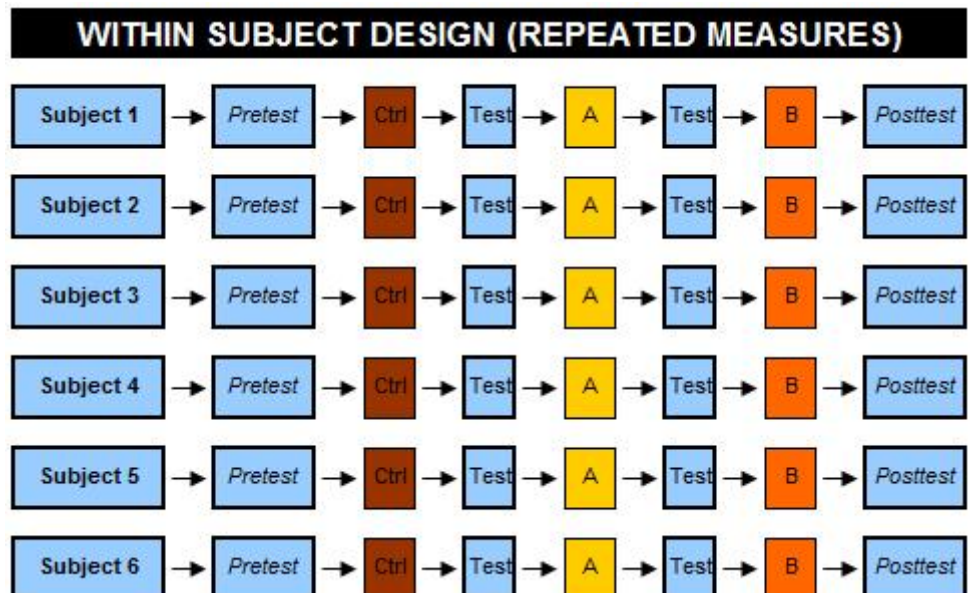 WITHIN SUBJECT DESIGN (REPEATED MEASURES)
Subject 1 Pretest Ctrl Test A Test B Posttest
Subject 2 Pretest Ctrl Test A Test B Posttest
Subject 3 Pretest Ctrl Test A Test B Posttest
Subject 4 Pretest Ctrl Test A Test B Posttest
Subject 5 Pretest Ctrl Test A Test B Posttest
Subject 6 Pretest Ctrl Test A Test B Posttest